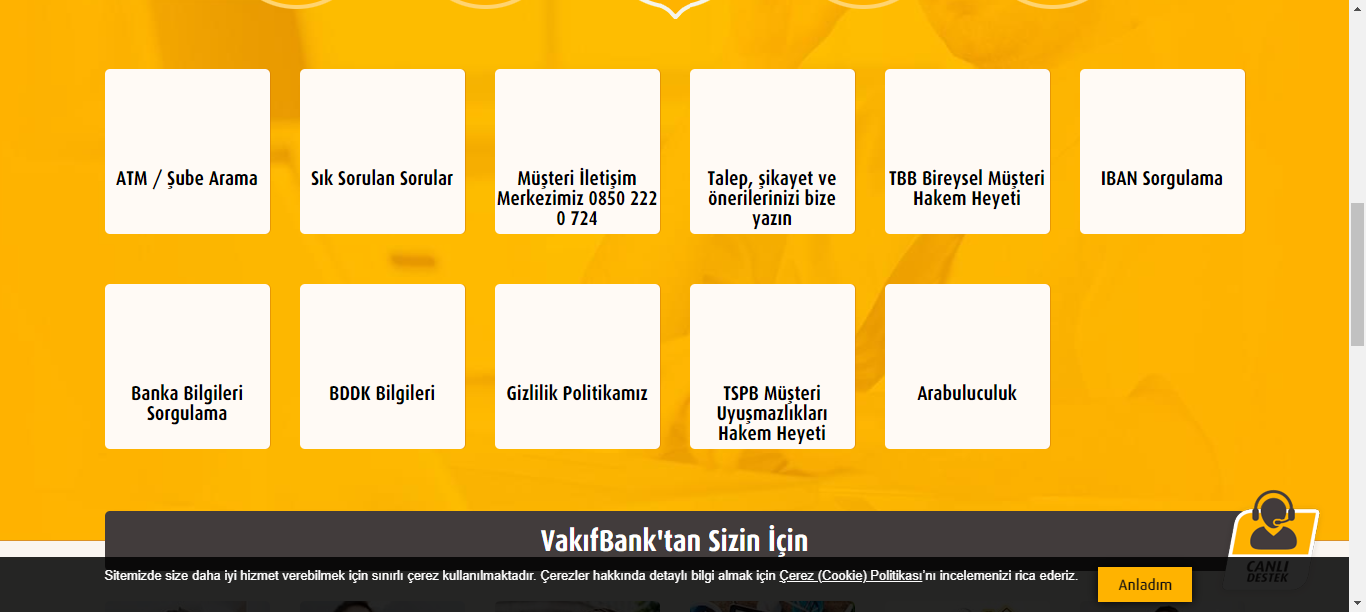 ATM / Şube Arama
Sık Sorulan Sorular
Müşteri İletişim
Merkezimiz 0850 222
0 724
Talep, şikayet ve
önerilerinizi bize
yazın
TBB Bireysel Müşteri
Hakem Heyeti
IBAN Sorgulama
Banka Bilgileri
Sorgulama
BDDK Bilgileri
Gizlilik Politikamız
TSPB Müşteri
Uyuşmazlıkları
Hakem Heyeti
Arabuluculuk
VakıfBank'tan Sizin İçin
Sitemizde size daha iyi hizmet verebilmek için sınırlı çerez kullanılmaktadır. Çerezler hakkında detaylı bilgi almak için Çerez (Cookie) Politikası'nı incelemenizi rica ederiz.
Anladım
CANLI
DESTEK